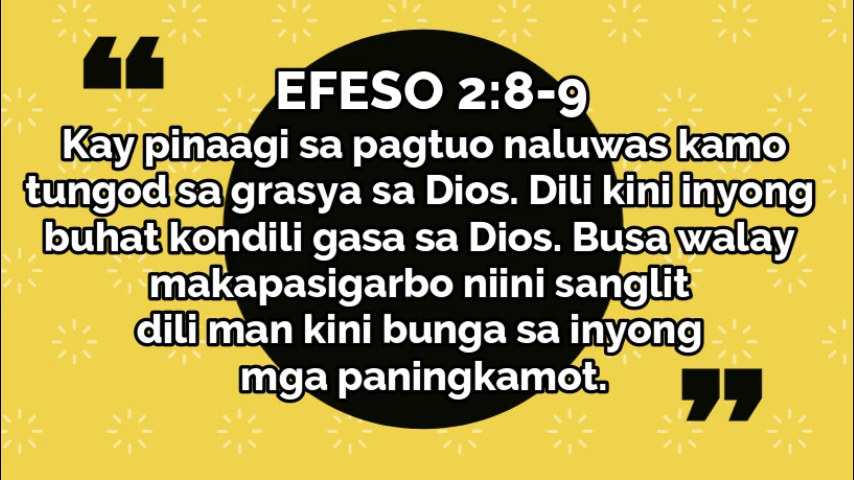 EFESO 2:8-9
Kay pinaagi sa pagtuo naluwas kamo
tungod sa grasya sa Dios. Dili kini inyong
buhat kondili gasa sa Dios. Busa walay
makapasigarbo niini sanglit
dili man kini bunga sa inyong
mga paningkamot.